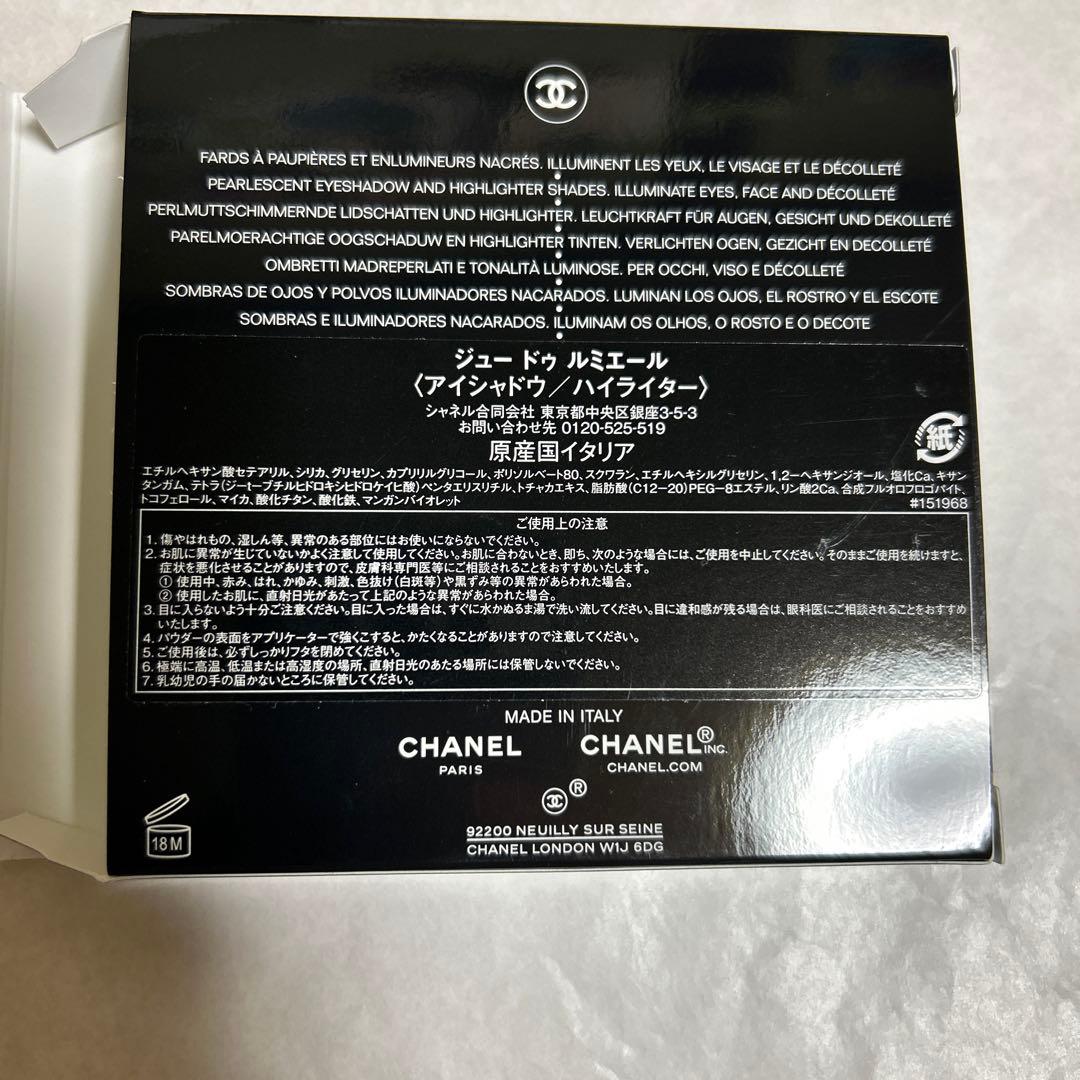 FARDS À PAUPIÈRES ET ENLUMINEURS NACRÉS. ILLUMINENT LES YEUX, LE VISAGE ET LE DÉCOLLETÉ
PEARLESCENT EYESHADOW AND HIGHLIGHTER SHADES. ILLUMINATE EYES, FACE AND DÉCOLLETÉ
PERLMUTTSCHIMMERNDE LIDSCHATTEN UND HIGHLIGHTER. LEUCHTKRAFT FÜR AUGEN, GESICHT UND DEKOLLETÉ
PARELMOERACHTIGE OOGSCHADUW EN HIGHLIGHTER TINTEN. VERLICHTEN OGEN, GEZICHT EN DECOLLETÉ
OMBRETTI MADREPERLATI E TONALITÀ LUMINOSE. PER OCCHI, VISO E DÉCOLLETÉ
SOMBRAS DE OJOS Y POLVOS ILUMINADORES NACARADOS. LUMINAN LOS OJOS, EL ROSTRO Y EL ESCOTE
SOMBRAS E ILUMINADORES NACARADOS. ILUMINAM OS OLHOS, O ROSTO E O DECOTE
ジュー ドゥ ルミエール
〈アイシャドウ／ハイライター〉
シャネル合同会社 東京都中央区銀座3-5-3
お問い合わせ先 0120-525-519
原産国イタリア
紙
エチルヘキサン酸セテアリル、シリカ、グリセリン、カプリリルグリコール、ポリソルベート80、スクワラン、エチルヘキシルグリセリン、1,2ーヘキサンジオール、塩化Ca、キサン
タンガム、テトラ(ジーtーブチルヒドロキシヒドロケイヒ酸)ペンタエリスリチル、トチャカエキス、脂肪酸(C12ー20)PEGー8エステル、リン酸2Ca、合成フルオロフロゴパイト、
トコフェロール、マイカ、酸化チタン、酸化鉄、マンガンバイオレット
#151968
ご使用上の注意
1. 傷やはれもの、湿しん等、異常のある部位にはお使いにならないでください。
2. お肌に異常が生じていないかよく注意して使用してください。お肌に合わないとき、即ち、次のような場合には、ご使用を中止してください。そのままご使用を続けますと、
症状を悪化させることがありますので、皮膚科専門医等にご相談されることをおすすめいたします。
① 使用中、赤み、はれ、かゆみ、刺激、色抜け(白斑等)や黒ずみ等の異常があらわれた場合。
② 使用したお肌に、直射日光があたって上記のような異常があらわれた場合。
3. 目に入らないよう十分ご注意ください。目に入った場合は、すぐに水かぬるま湯で洗い流してください。目に違和感が残る場合は、眼科医にご相談されることをおすすめ
いたします。
4. パウダーの表面をアプリケーターで強くこすると、かたくなることがありますので注意してください。
5. ご使用後は、必ずしっかりフタを閉めてください。
6. 極端に高温、低温または高湿度の場所、直射日光のあたる場所には保管しないでください。
7. 乳幼児の手の届かないところに保管してください。
MADE IN ITALY
CHANEL CHANEL® INC.
PARIS CHANEL.COM
®
18 M
92200 NEUILLY SUR SEINE
CHANEL LONDON W1J 6DG